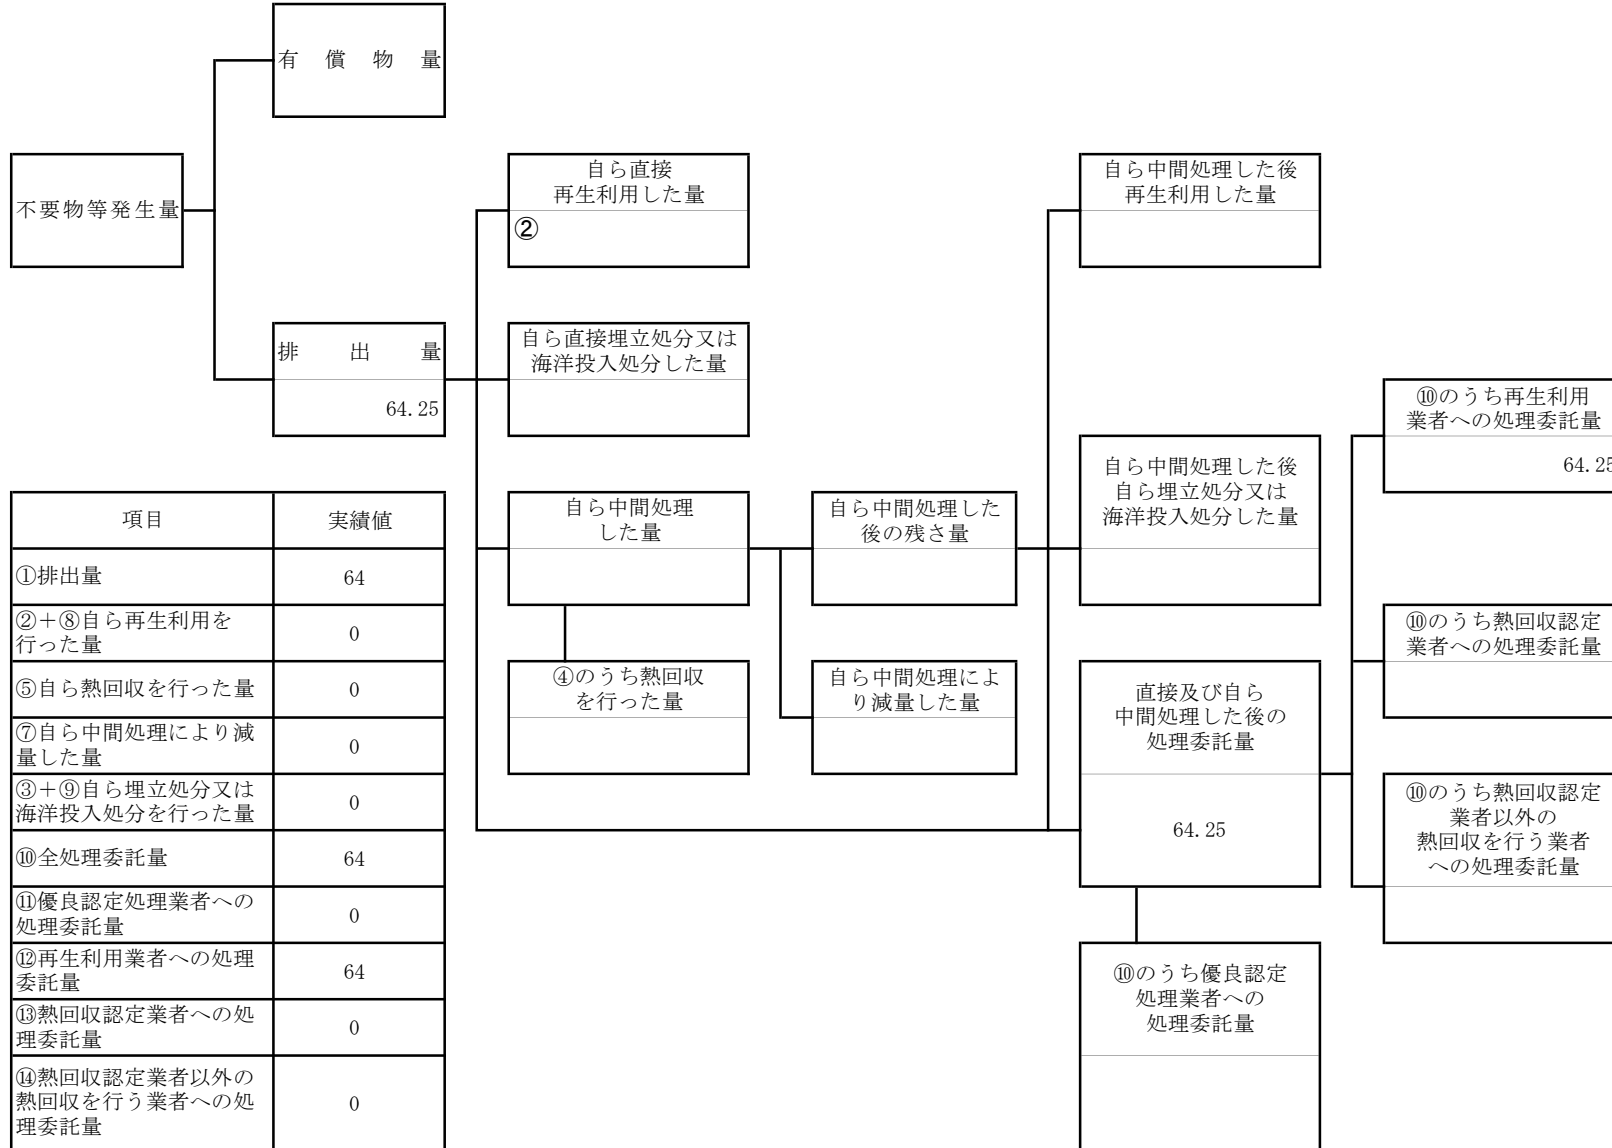 有償物量
不要物等発生量
自ら直接
再生利用した量
②
自ら中間処理した後
再生利用した量
排出量
64.25
自ら直接埋立処分又は
海洋投入処分した量
⑩のうち再生利用
業者への処理委託量
64.25
自ら中間処理した後
自ら埋立処分又は
海洋投入処分した量
自ら中間処理
した量
自ら中間処理した
後の残さ量
④のうち熱回収
を行った量
自ら中間処理によ
り減量した量
直接及び自ら
中間処理した後の
処理委託量
64.25
⑩のうち熱回収認定
業者への処理委託量
⑩のうち熱回収認定
業者以外の
熱回収を行う業者
への処理委託量
⑩のうち優良認定
処理業者への
処理委託量
項目 実績値
①排出量 64
②+⑧自ら再生利用を
行った量 0
⑤自ら熱回収を行った量 0
⑦自ら中間処理により減
量した量 0
③+⑨自ら埋立処分又は
海洋投入処分を行った量 0
⑩全処理委託量 64
⑪優良認定処理業者への
処理委託量 0
⑫再生利用業者への処理
委託量 64
⑬熱回収認定業者への処
理委託量 0
⑭熱回収認定業者以外の
熱回収を行う業者への処
理委託量 0